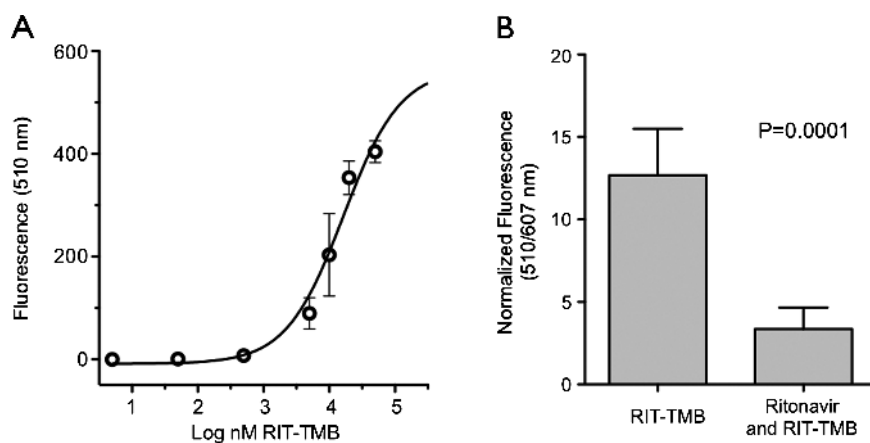 A
Fluorescence (510 nm)
600
400
200
0
1 2 3 4 5
Log nM RIT-TMB
B
Normalized Fluorescence
(510/607 nm)
20
15
10
5
0
P=0.0001
RIT-TMB
Ritonavir
and RIT-TMB